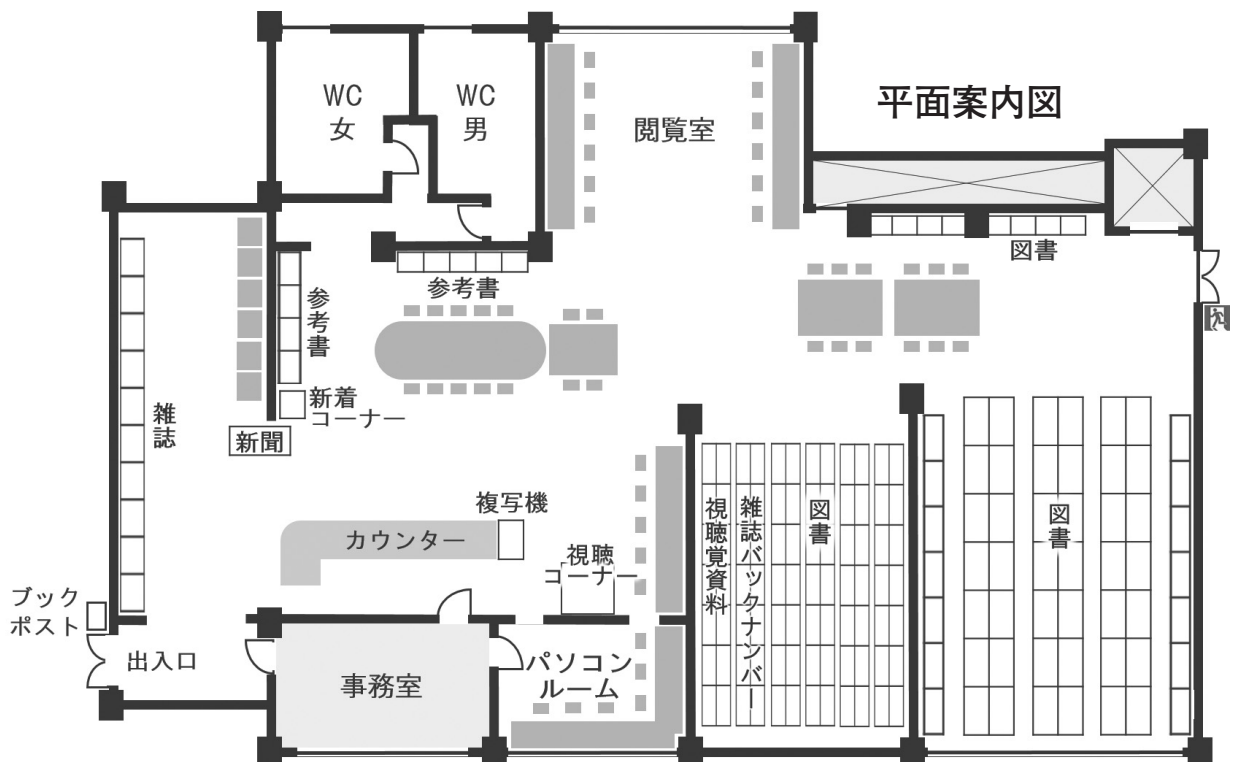 平面案内図
WC
女
WC
男
閲覧室
図書
参考書
参考書
新着
コーナー
雑誌
新聞
複写機
カウンター
視聴
コーナー
視聴覚資料
雑誌バックナンバー
図書
図書
ブック
ポスト
出入口
事務室
パソコン
ルーム